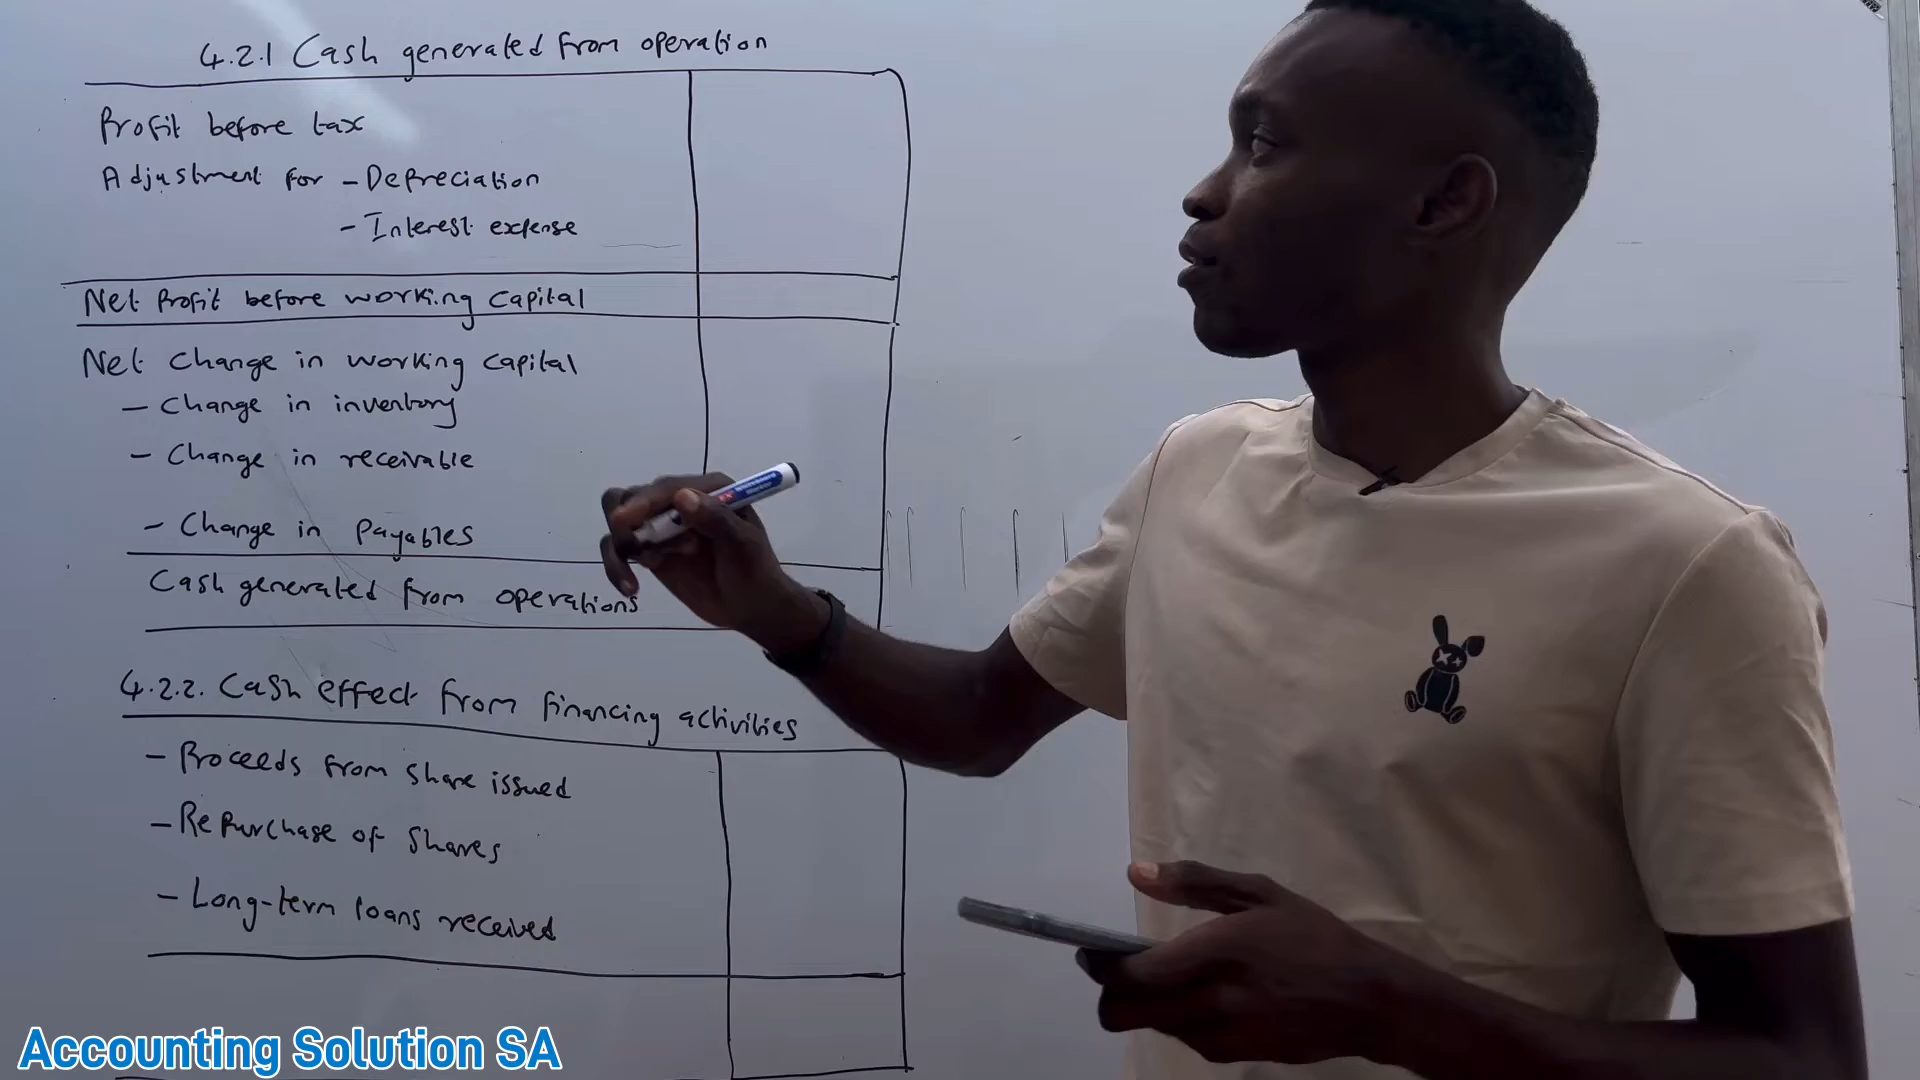 4.2.1 Cash generated from operation
Profit before tax
Adjustment for - Depreciation
- Interest expense
Net Profit before working capital
Net Change in working capital
- Change in inventory
- Change in receivable
- Change in payables
Cash generated from operations
4.2.2. Cash effect from financing activities
- Proceeds from share issued
- Repurchase of shares
- Long-term loans received
Accounting Solution SA